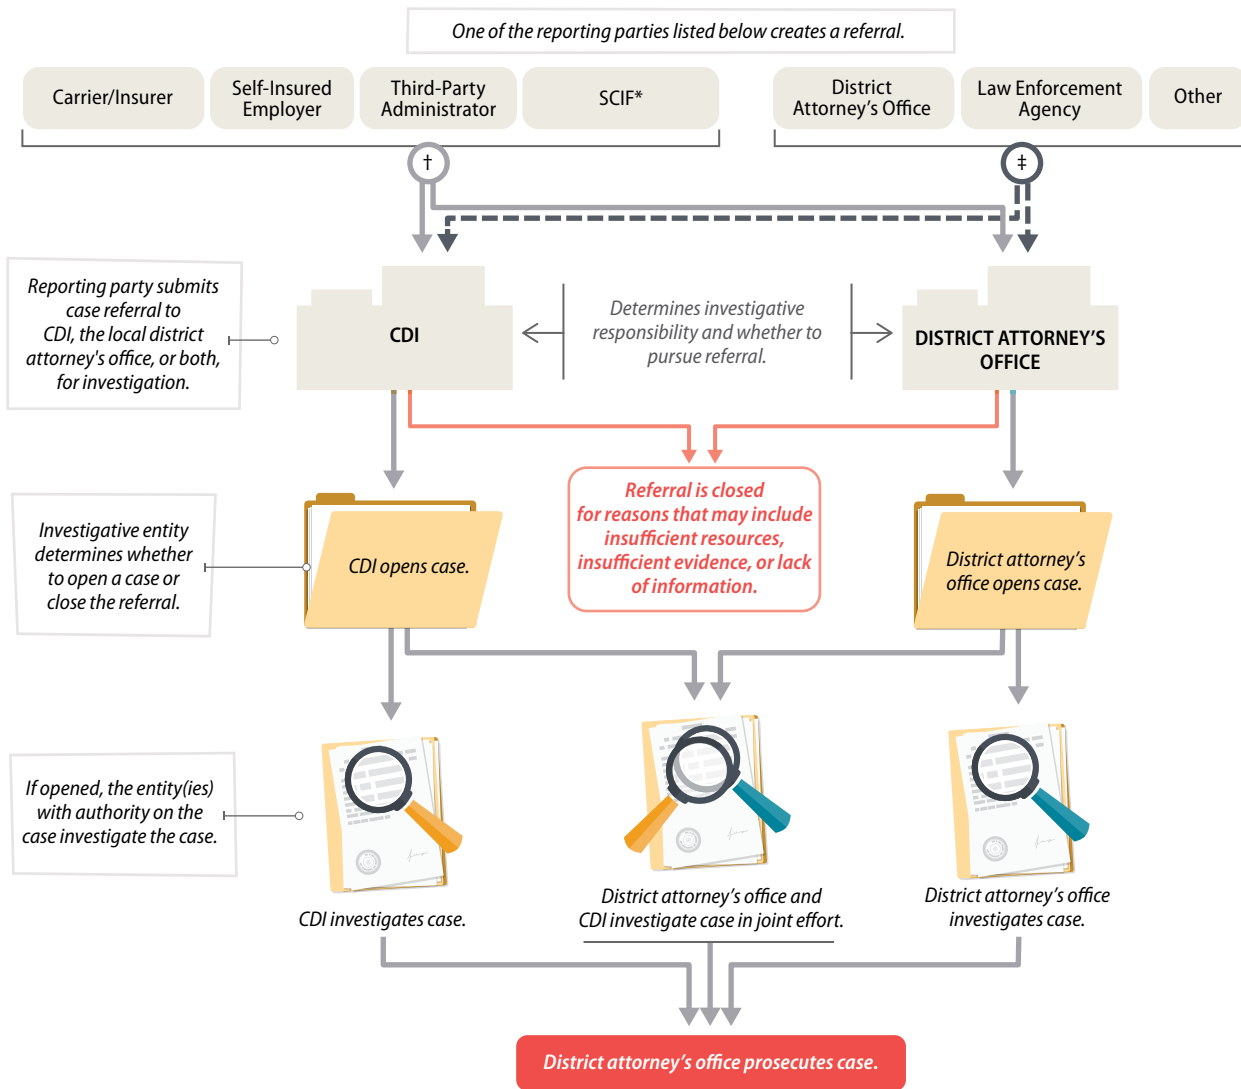 One of the reporting parties listed below creates a referral.
Carrier/Insurer
Self-Insured
Employer
Third-Party
Administrator
SCIF*
District
Attorney's Office
Law Enforcement
Agency
Other
†
‡
Reporting party submits
case referral to
CDI, the local district
attorney's office, or both,
for investigation.
CDI
Determines investigative
responsibility and whether to
pursue referral.
DISTRICT ATTORNEY'S
OFFICE
Investigative entity
determines whether
to open a case or
close the referral.
CDI opens case.
Referral is closed
for reasons that may include
insufficient resources,
insufficient evidence, or lack
of information.
District attorney's
office opens case.
If opened, the entity(ies)
with authority on the
case investigate the case.
CDI investigates case.
District attorney's office and
CDI investigate case in joint effort.
District attorney's office
investigates case.
District attorney's office prosecutes case.